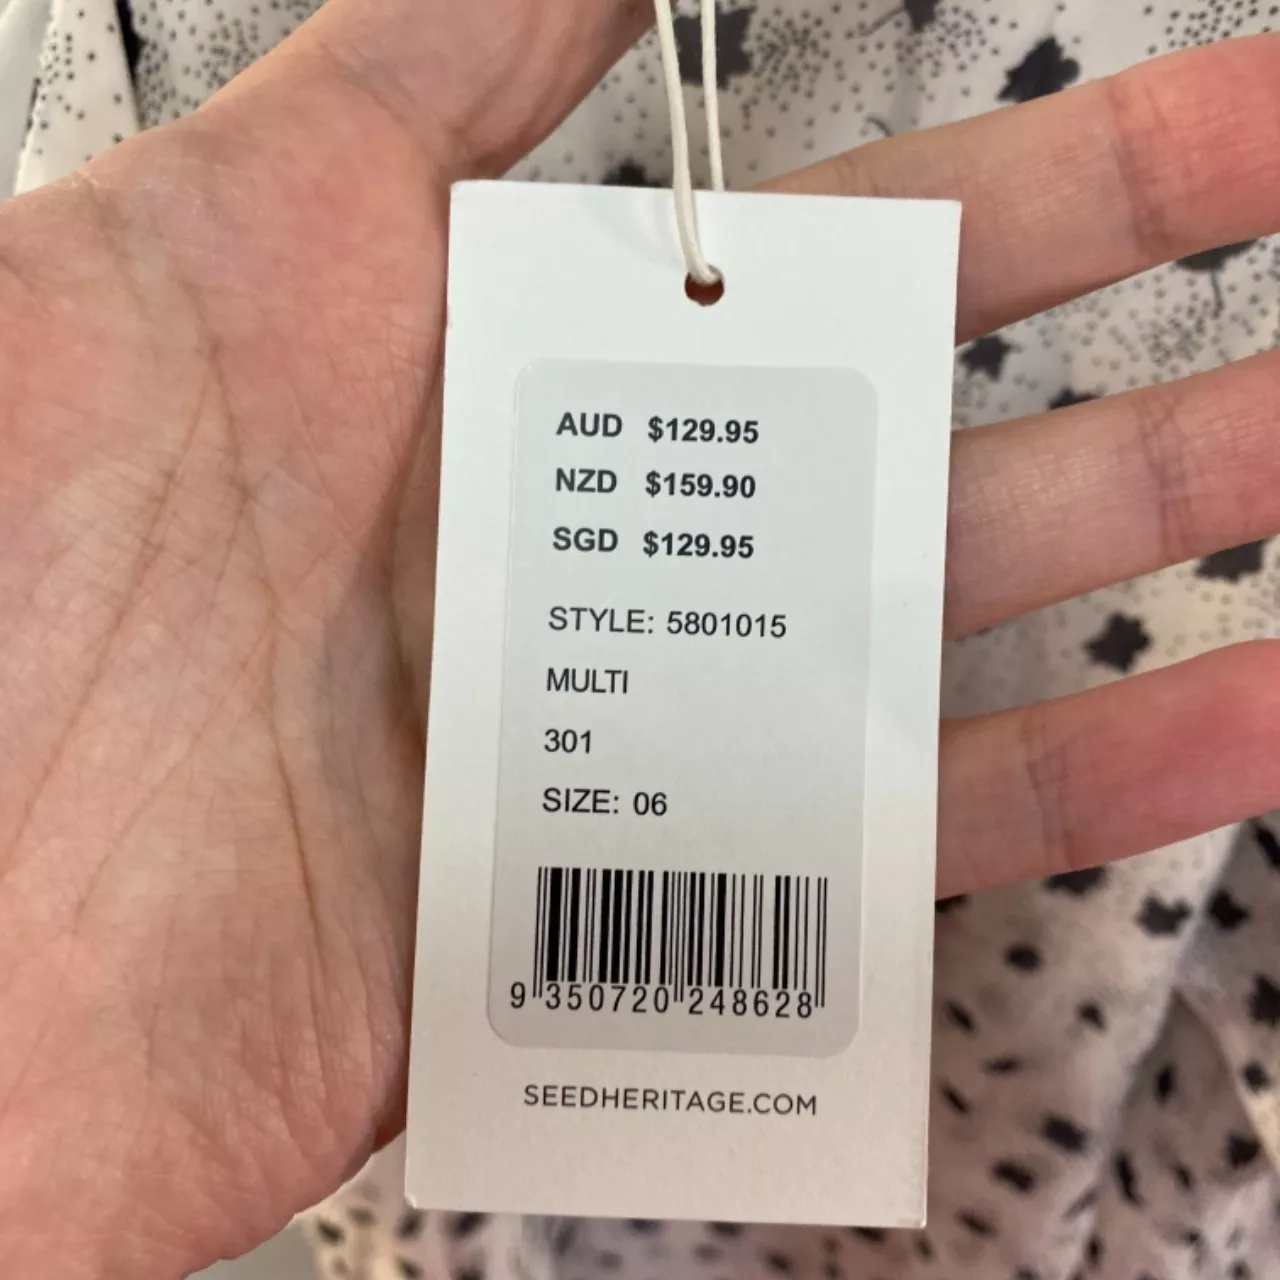 AUD $129.95
NZD $159.90
SGD $129.95
STYLE: 5801015
MULTI
301
SIZE: 06
9 350720 248628
SEEDHERITAGE.COM